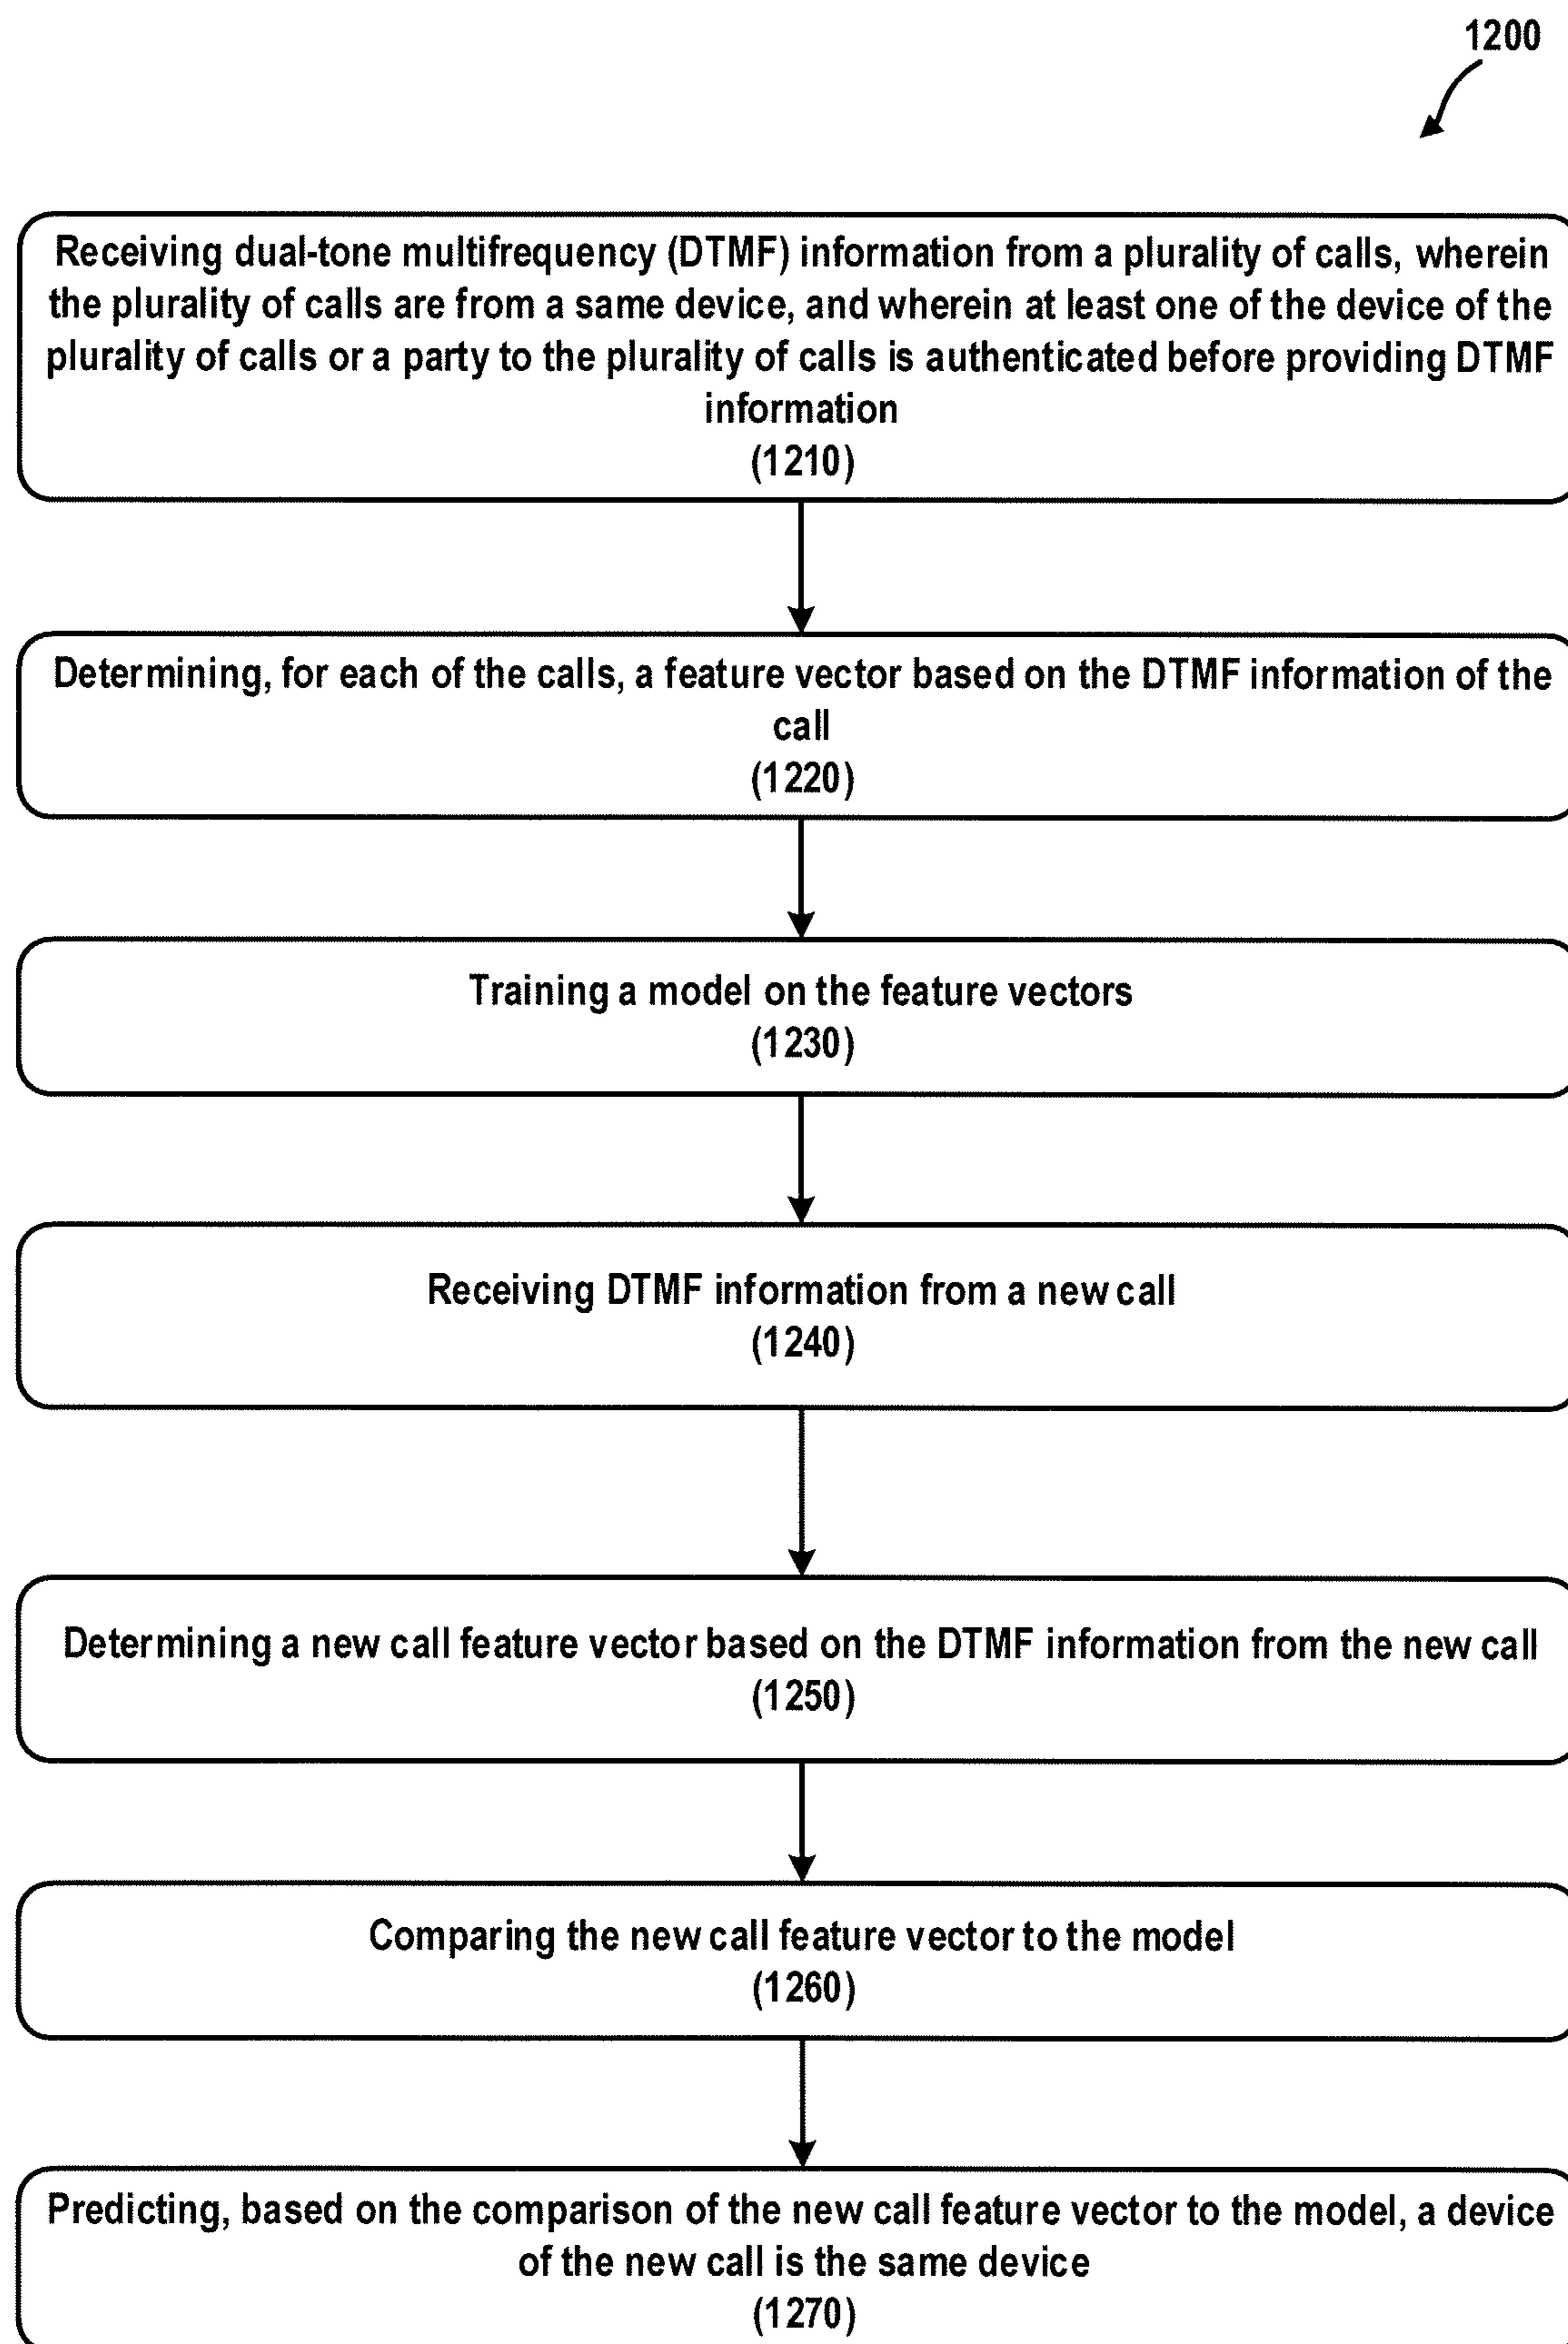 1200
Receiving dual-tone multifrequency (DTMF) information from a plurality of calls, wherein
the plurality of calls are from a same device, and wherein at least one of the device of the
plurality of calls or a party to the plurality of calls is authenticated before providing DTMF
information
(1210)
Determining, for each of the calls, a feature vector based on the DTMF information of the
call
(1220)
Training a model on the feature vectors
(1230)
Receiving DTMF information from a new call
(1240)
Determining a new call feature vector based on the DTMF information from the new call
(1250)
Comparing the new call feature vector to the model
(1260)
Predicting, based on the comparison of the new call feature vector to the model, a device
of the new call is the same device
(1270)